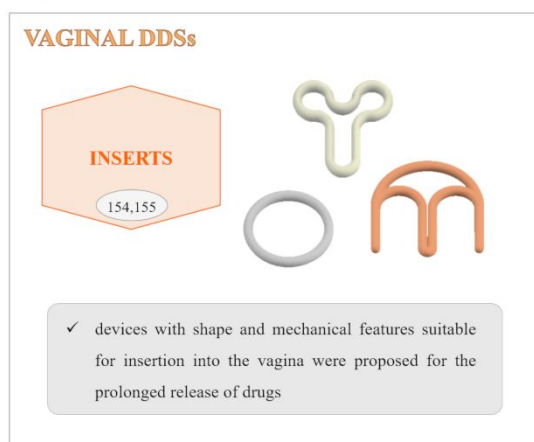 VAGINAL DDSs
INSERTS
154,155
✓ devices with shape and mechanical features suitable
for insertion into the vagina were proposed for the
prolonged release of drugs